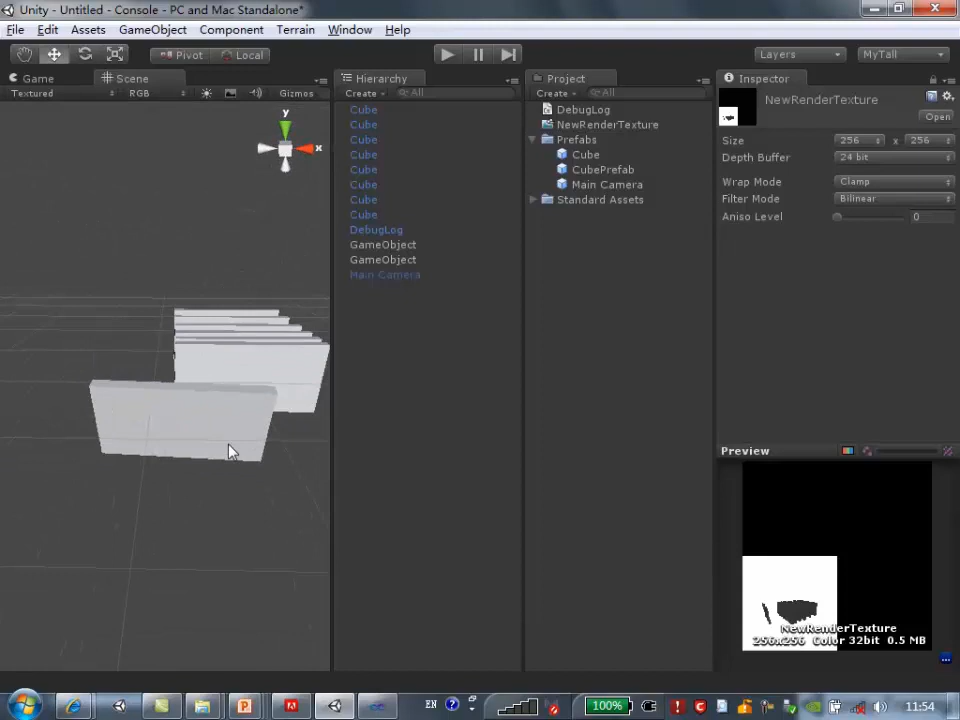 Unity - Untitled - Console - PC and Mac Standalone*
File Edit Assets GameObject Component Terrain Window Help
Pivot Local Layers MyTall
Game Scene
Textured RGB Gizmos
y
x
Hierarchy
Create All
Cube
Cube
Cube
Cube
Cube
Cube
Cube
Cube
DebugLog
GameObject
GameObject
Main Camera
Project
Create All
DebugLog
NewRenderTexture
Prefabs
Cube
CubePrefab
Main Camera
Standard Assets
Inspector
NewRenderTexture
Open
Size 256 x 256
Depth Buffer 24 bit
Wrap Mode Clamp
Filter Mode Bilinear
Aniso Level 0
Preview
NewRenderTexture
256x256 Color 32bit 0.5 MB
EN 100% 11:54